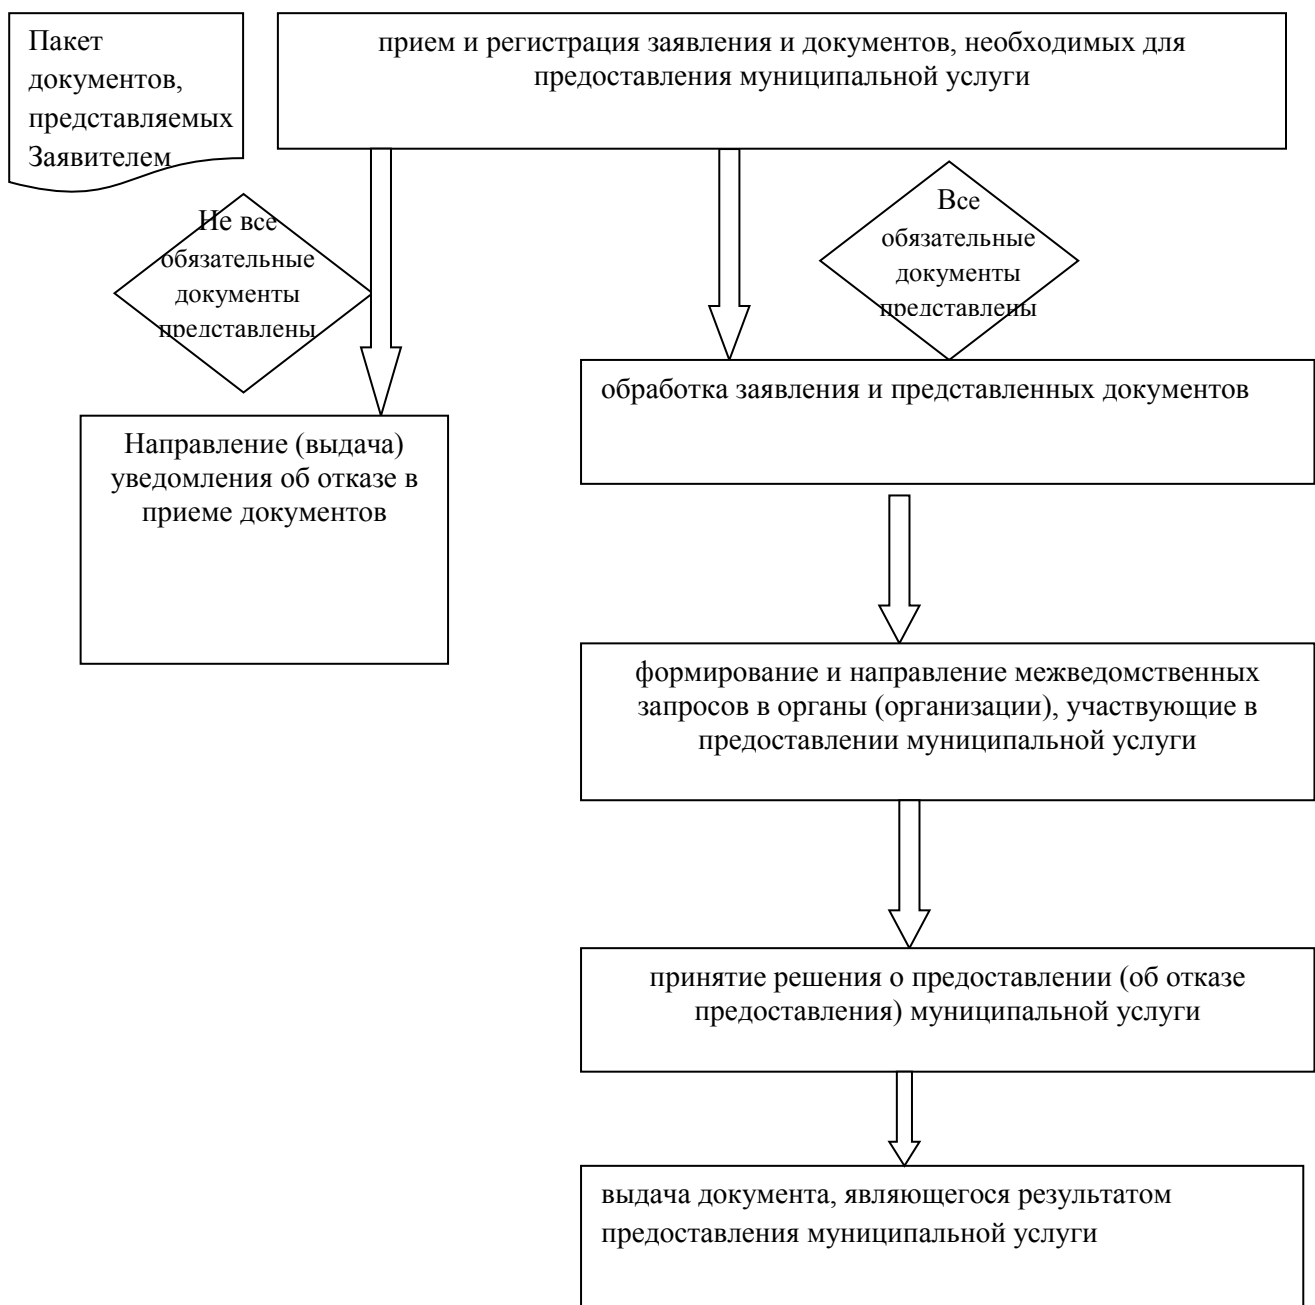 Пакет
документов,
представляемых
Заявителем
прием и регистрация заявления и документов, необходимых для
предоставления муниципальной услуги
Не все
обязательные
документы
представлены
Все
обязательные
документы
представлены
обработка заявления и представленных документов
Направление (выдача)
уведомления об отказе в
приеме документов
формирование и направление межведомственных
запросов в органы (организации), участвующие в
предоставлении муниципальной услуги
принятие решения о предоставлении (об отказе
предоставления) муниципальной услуги
выдача документа, являющегося результатом
предоставления муниципальной услуги